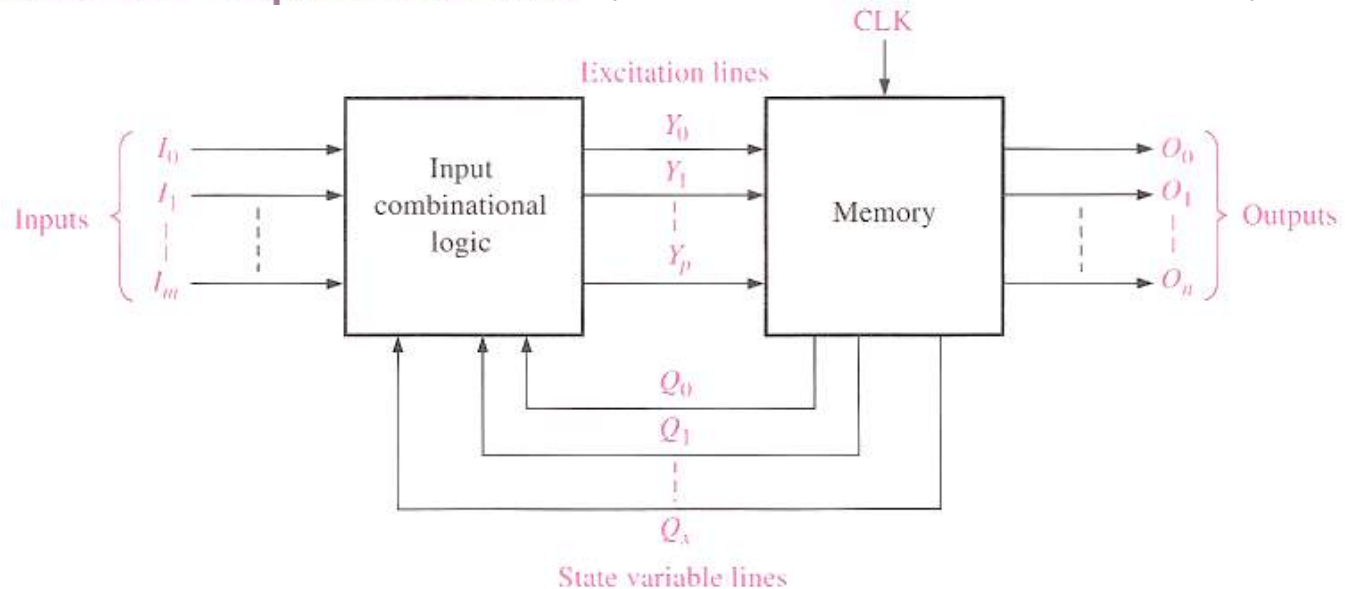 CLK
Excitation lines
Inputs
I0
I1
Im
Input
combinational
logic
Y0
Y1
Yp
Memory
O0
O1
On
Outputs
Q0
Q1
Qx
State variable lines